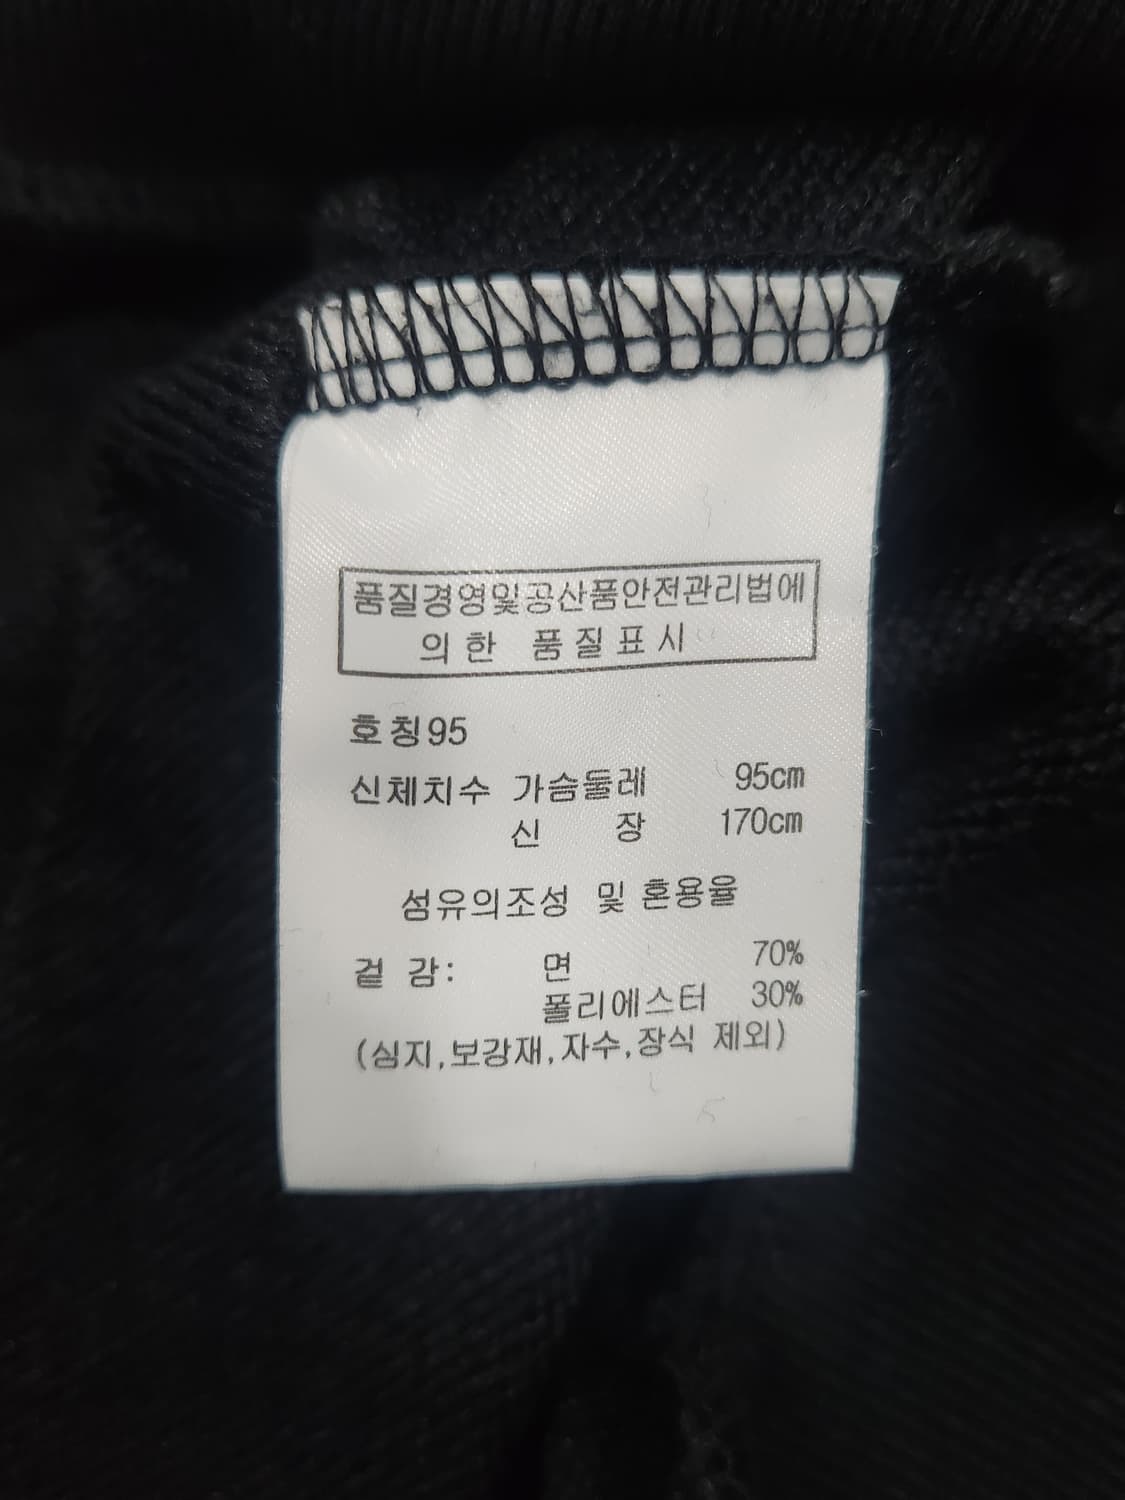 품질경영및공산품안전관리법에
의한 품질표시
호칭95
신체치수 가슴둘레 95cm
신 장 170cm
섬유의조성 및 혼용율
겉 감: 면 70%
폴리에스터 30%
(심지,보강재,자수,장식 제외)